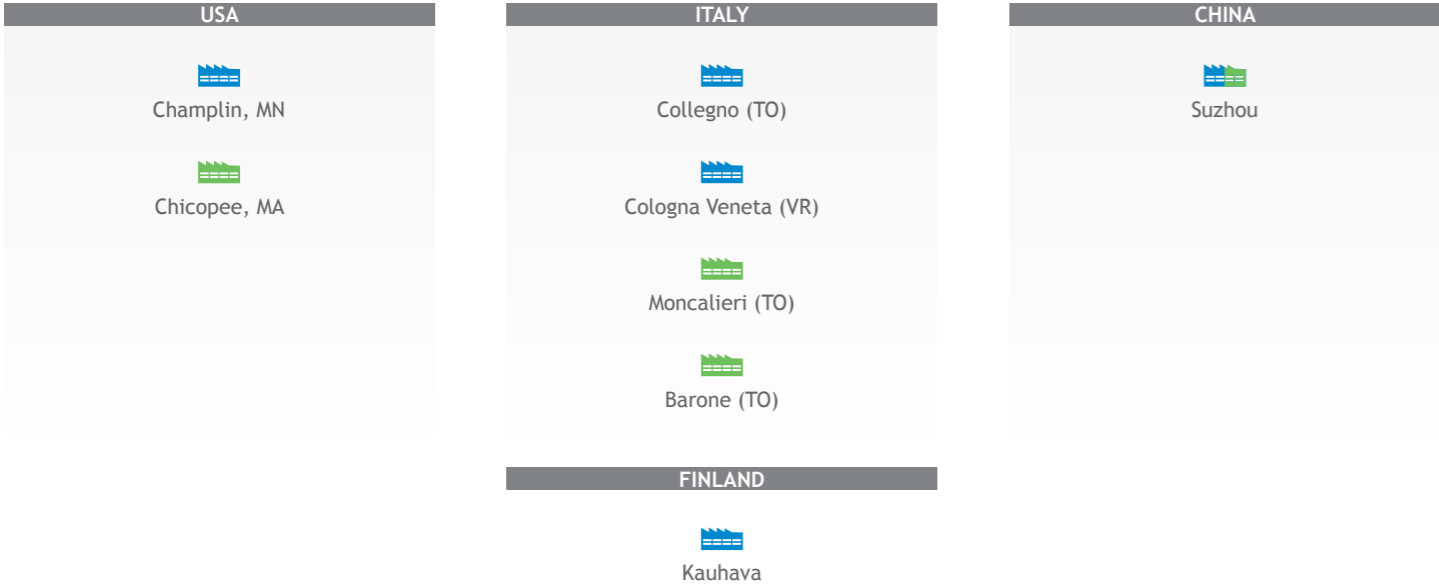 USA
Champlin, MN
Chicopee, MA
ITALY
Collegno (TO)
Cologna Veneta (VR)
Moncalieri (TO)
Barone (TO)
CHINA
Suzhou
FINLAND
Kauhava